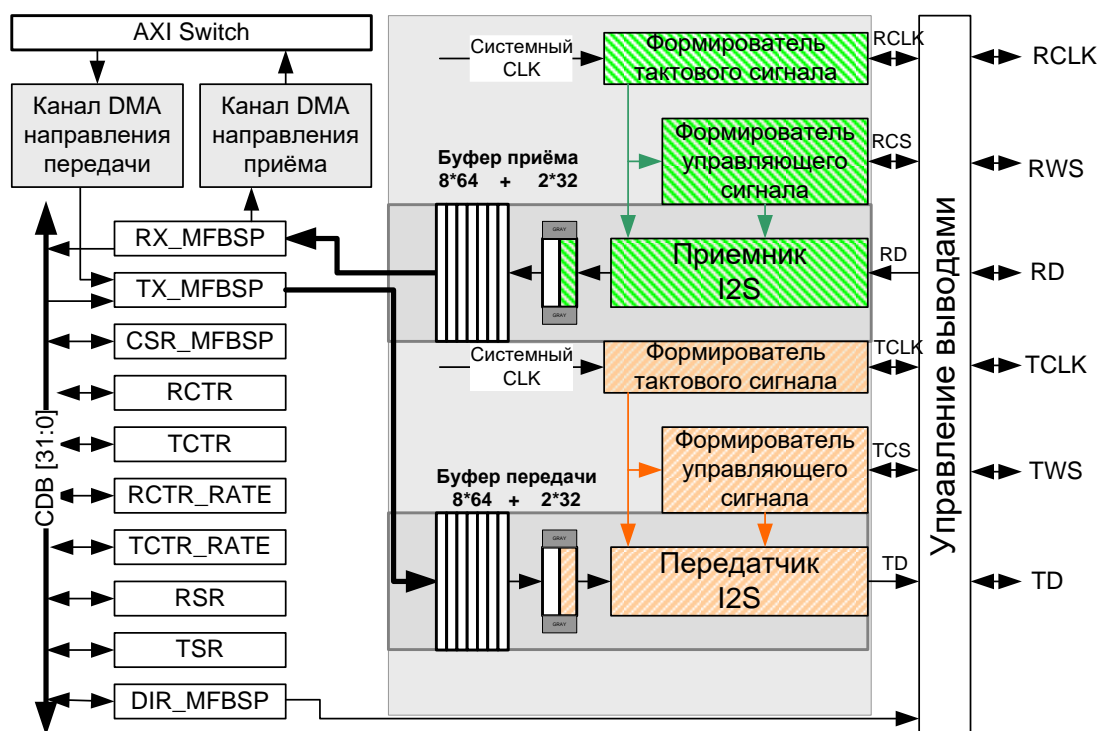 AXI Switch
Канал DMA
направления
передачи
Канал DMA
направления
приёма
RX_MFBSP
TX_MFBSP
CSR_MFBSP
RCTR
TCTR
RCTR_RATE
TCTR_RATE
RSR
TSR
DIR_MFBSP
CDB [31:0]
Системный
CLK
Формирователь
тактового сигнала
RCLK
Формирователь
управляющего
сигнала
RCS
Буфер приёма
8*64 + 2*32
GRAY
GRAY
Приемник
I2S
RD
Системный
CLK
Формирователь
тактового сигнала
TCLK
Формирователь
управляющего
сигнала
TCS
Буфер передачи
8*64 + 2*32
GRAY
GRAY
Передатчик
I2S
TD
Управление выводами
RCLK
RWS
RD
TCLK
TWS
TD